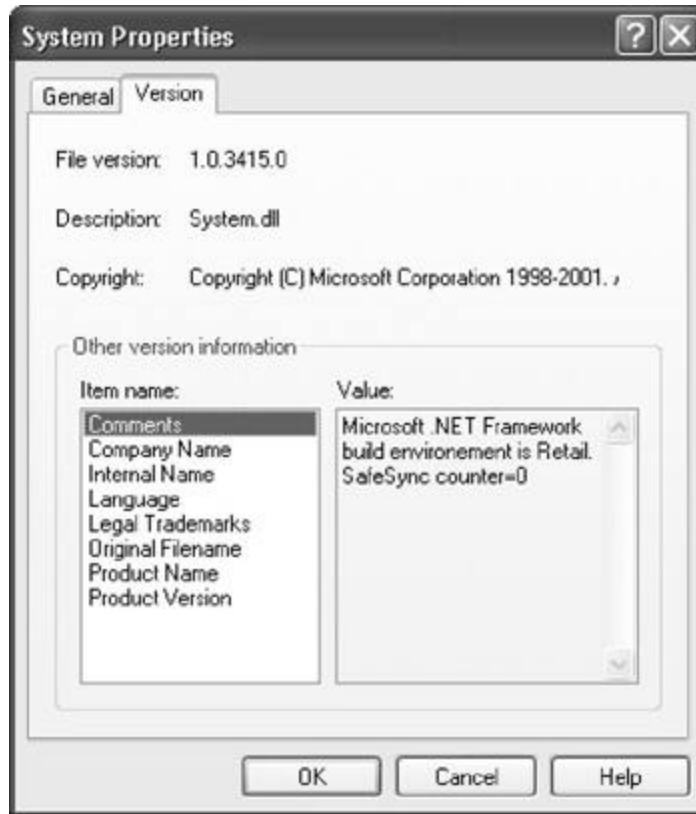 System Properties
General Version
File version: 1.0.3415.0
Description: System.dll
Copyright: Copyright (C) Microsoft Corporation 1998-2001.
Other version information
Item name: Value:
Comments
Company Name
Internal Name
Language
Legal Trademarks
Original Filename
Product Name
Product Version
Microsoft .NET Framework
build environement is Retail.
SafeSync counter=0
OK Cancel Help